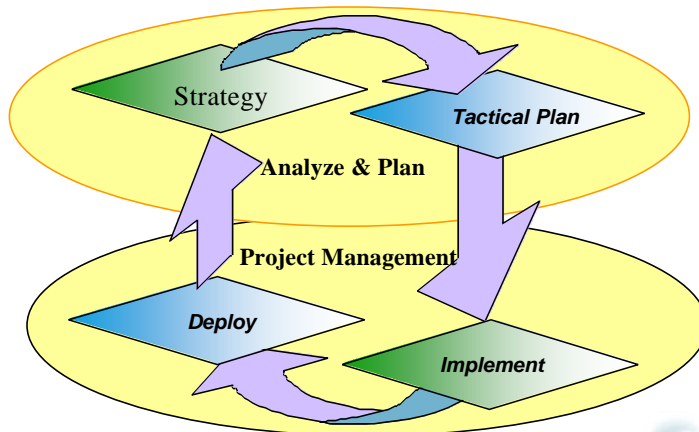 Strategy
Tactical Plan
Analyze & Plan
Project Management
Deploy
Implement